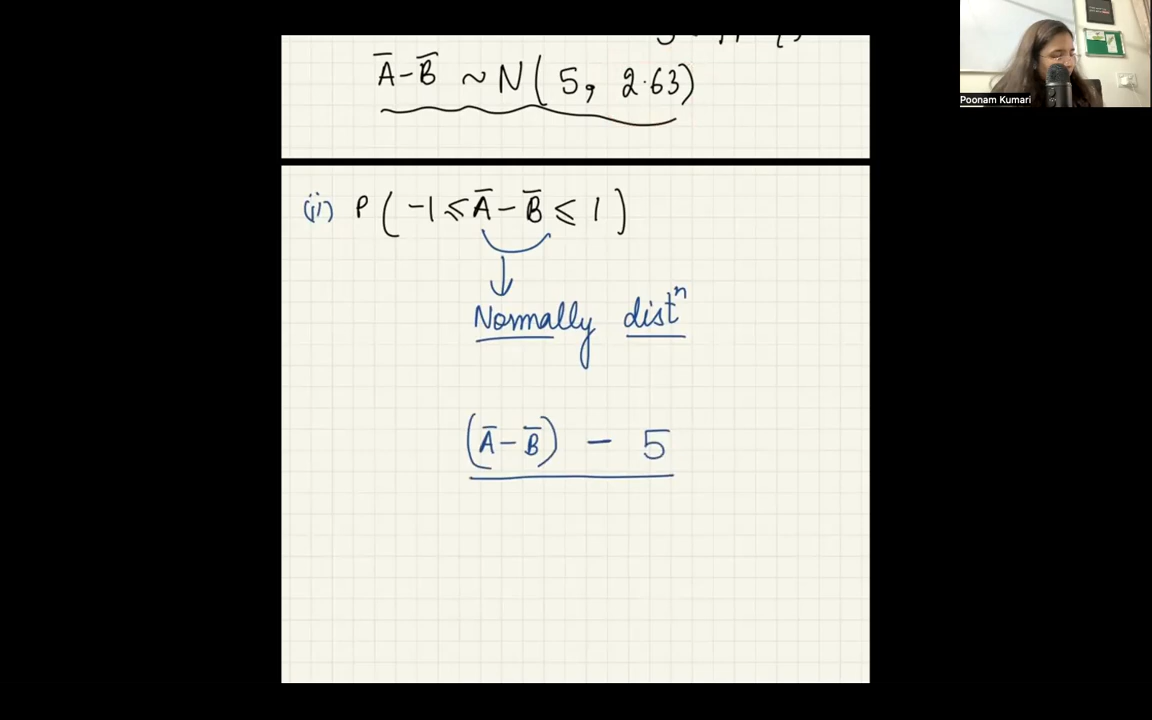 A̅-B̅ ~ N( 5, 2.63)
Poonam Kumari
(ii) P ( -1 ≤ A̅ - B̅ ≤ 1 )
Normally distⁿ
(A̅-B̅) - 5